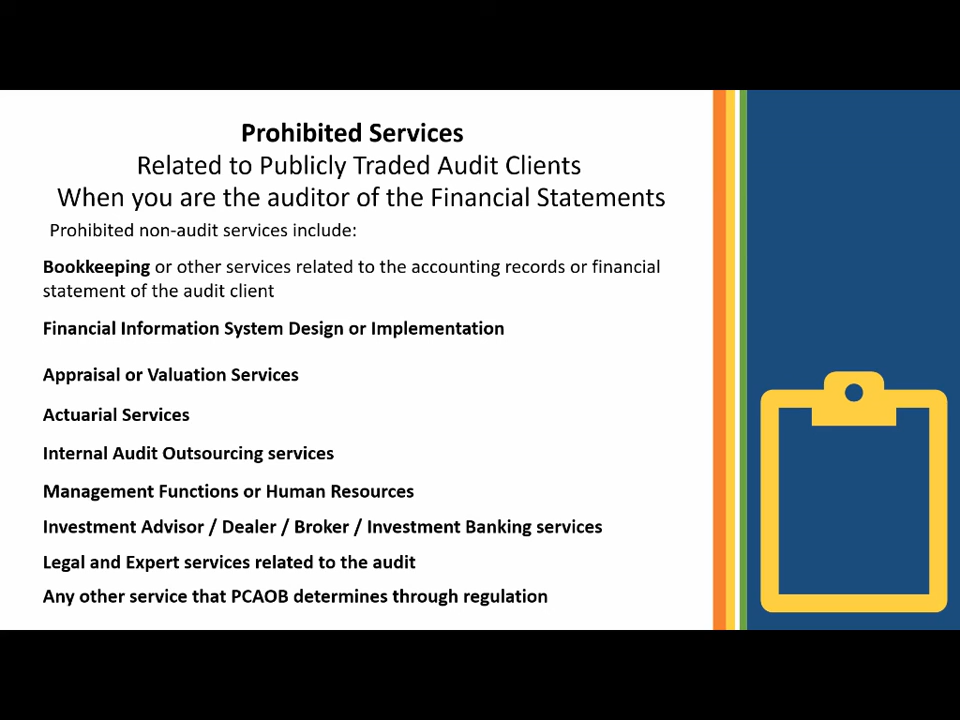 Prohibited Services
Related to Publicly Traded Audit Clients
When you are the auditor of the Financial Statements
Prohibited non-audit services include:
Bookkeeping or other services related to the accounting records or financial
statement of the audit client
Financial Information System Design or Implementation
Appraisal or Valuation Services
Actuarial Services
Internal Audit Outsourcing services
Management Functions or Human Resources
Investment Advisor / Dealer / Broker / Investment Banking services
Legal and Expert services related to the audit
Any other service that PCAOB determines through regulation